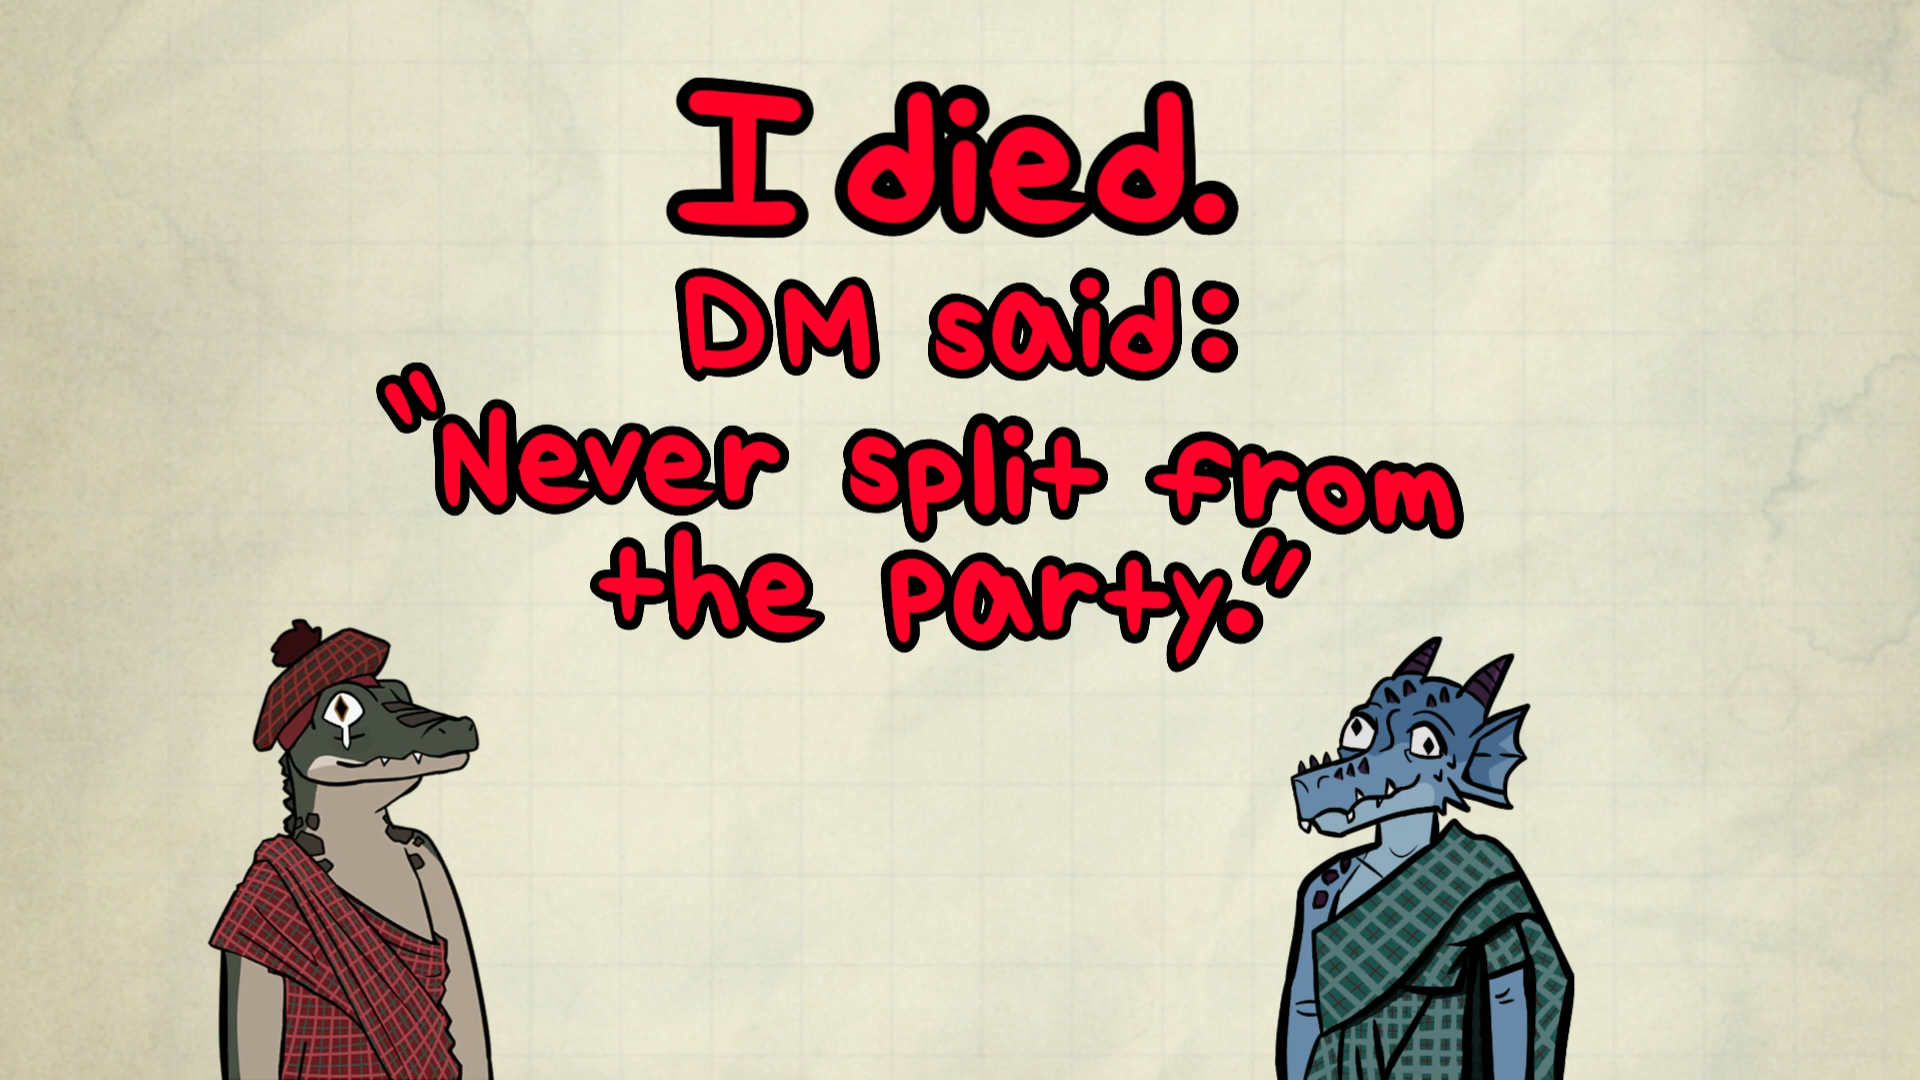 I died.
DM said:
"Never split from
the party."